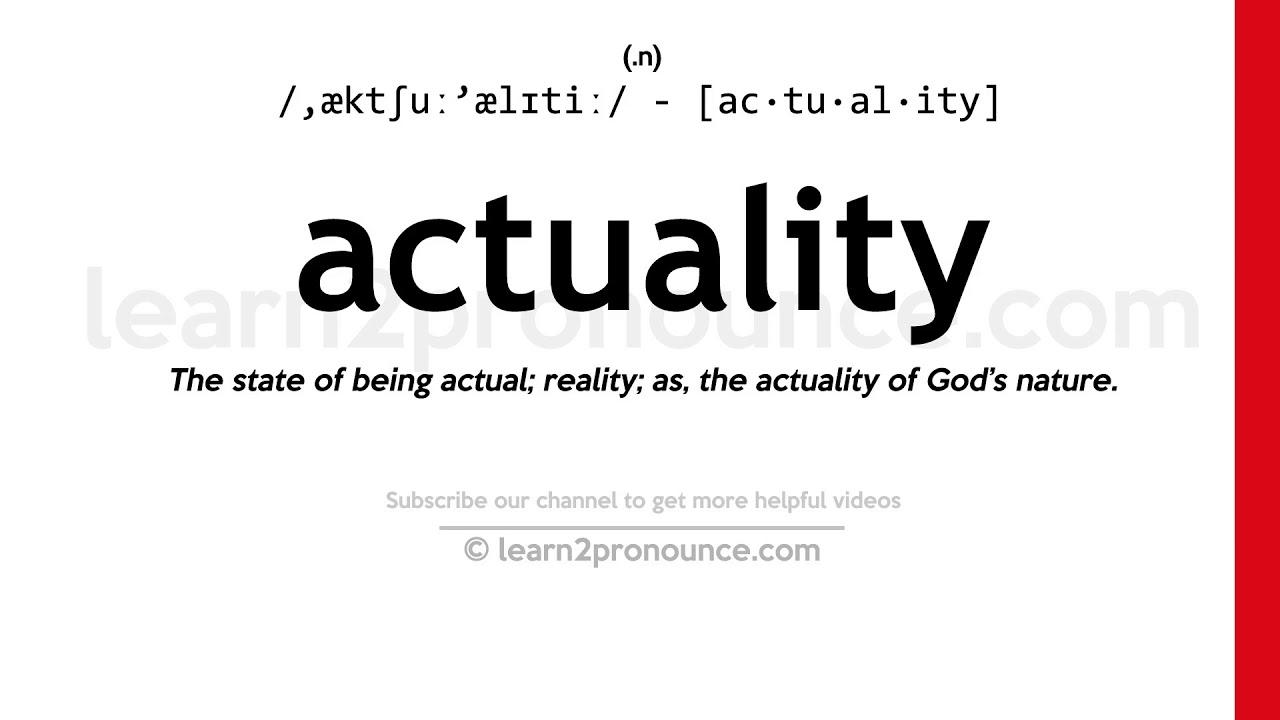 (.n)
/ˌæktʃuːˈælɪtiː/ - [ac·tu·al·ity]
actuality
learn2pronounce.com
The state of being actual; reality; as, the actuality of God’s nature.
Subscribe our channel to get more helpful videos
© learn2pronounce.com